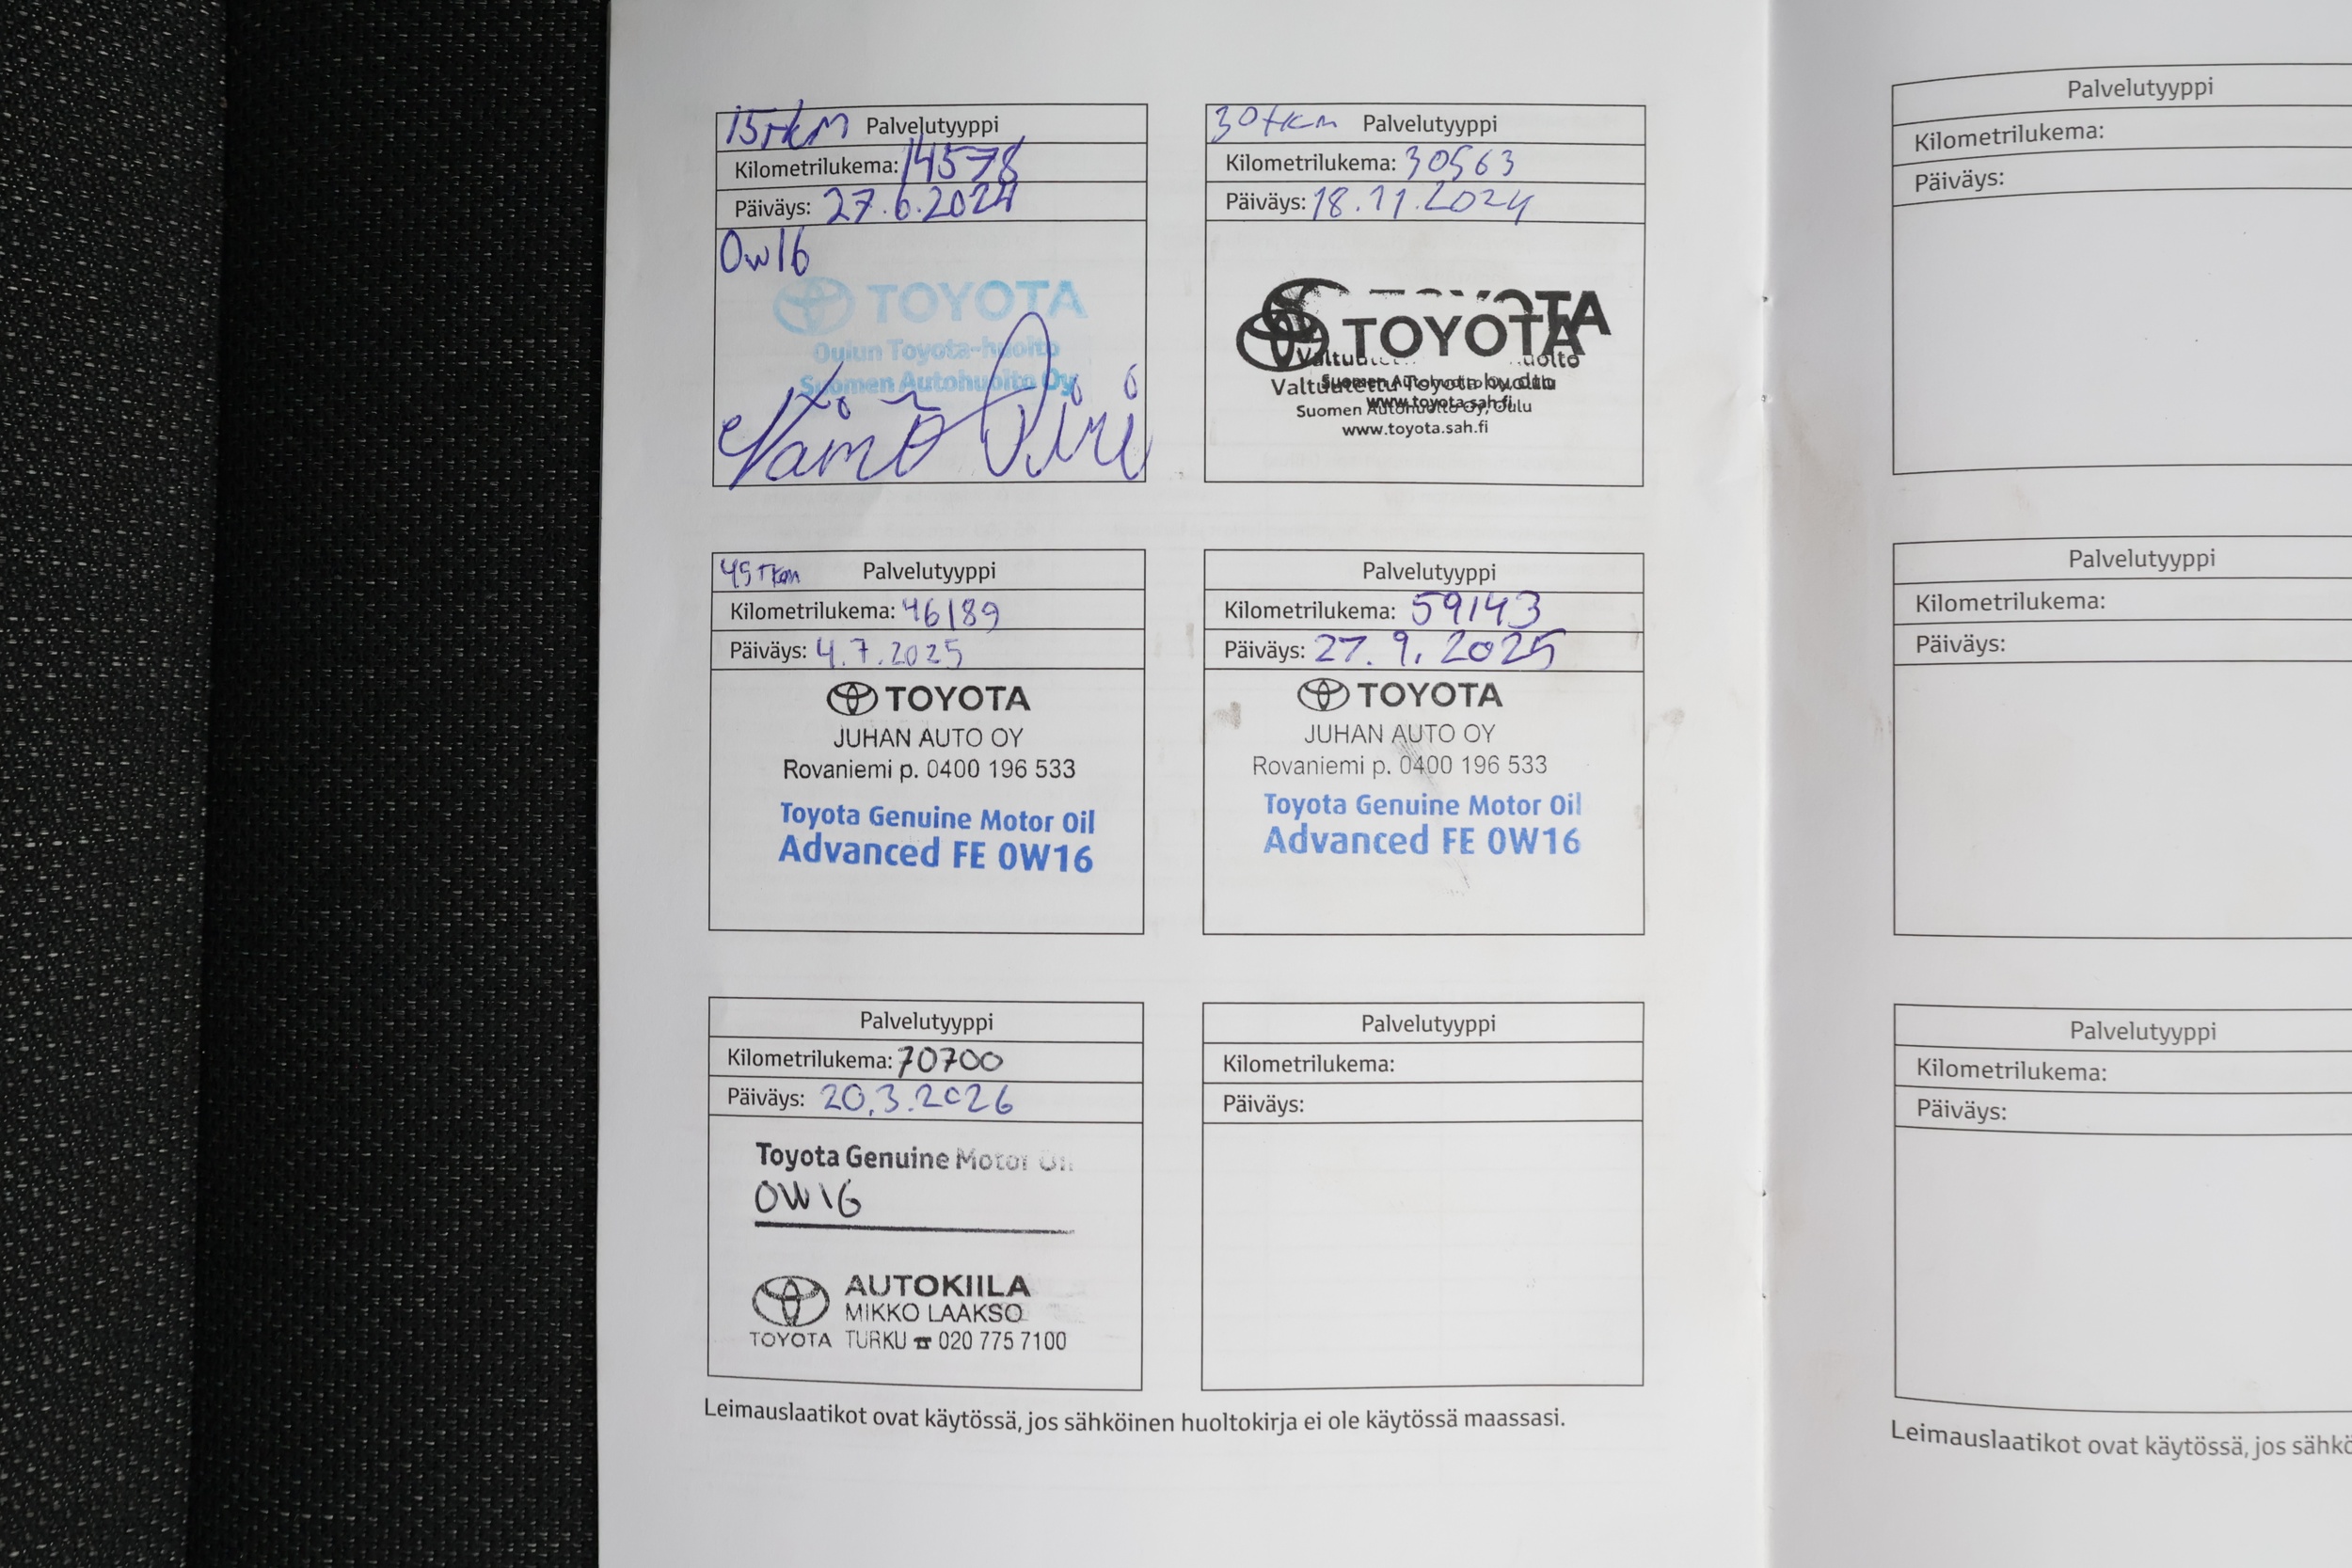 15tkm Palvelutyyppi
Kilometrilukema: 14578
Päiväys: 27.6.2024
0w16
TOYOTA
Oulun Toyota-huolto
Suomen Autohuolto Oy
30tkm Palvelutyyppi
Kilometrilukema: 30563
Päiväys: 18.11.2024
TOYOTA
Valtuutettu Toyota huolto
Suomen Autohuolto Oy, Oulu
www.toyota.sah.fi
45Tkm Palvelutyyppi
Kilometrilukema: 46189
Päiväys: 4.7.2025
TOYOTA
JUHAN AUTO OY
Rovaniemi p. 0400 196 533
Toyota Genuine Motor Oil
Advanced FE 0W16
Palvelutyyppi
Kilometrilukema: 59143
Päiväys: 27.9.2025
TOYOTA
JUHAN AUTO OY
Rovaniemi p. 0400 196 533
Toyota Genuine Motor Oil
Advanced FE 0W16
Palvelutyyppi
Kilometrilukema: 70700
Päiväys: 20.3.2026
Toyota Genuine Motor Oil
0W16
AUTOKIILA
MIKKO LAAKSO
TOYOTA TURKU ☎ 020 775 7100
Palvelutyyppi
Kilometrilukema:
Päiväys:
Leimauslaatikot ovat käytössä, jos sähköinen huoltokirja ei ole käytössä maassasi.
Palvelutyyppi
Kilometrilukema:
Päiväys:
Palvelutyyppi
Kilometrilukema:
Päiväys:
Palvelutyyppi
Kilometrilukema:
Päiväys:
Leimauslaatikot ovat käytössä, jos sähkö